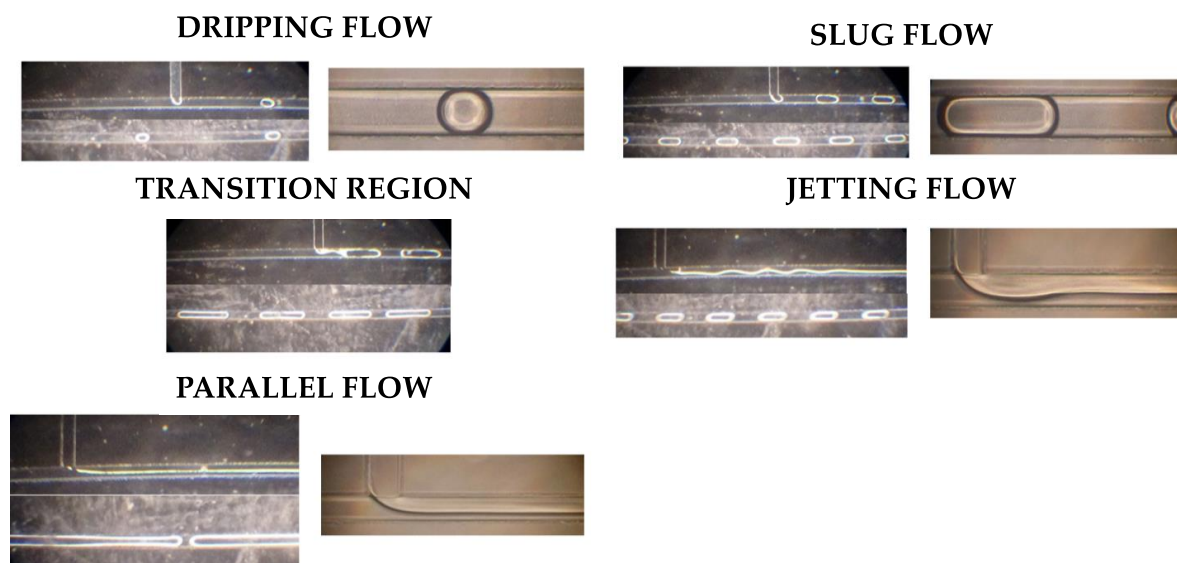 DRIPPING FLOW
SLUG FLOW
TRANSITION REGION
JETTING FLOW
PARALLEL FLOW